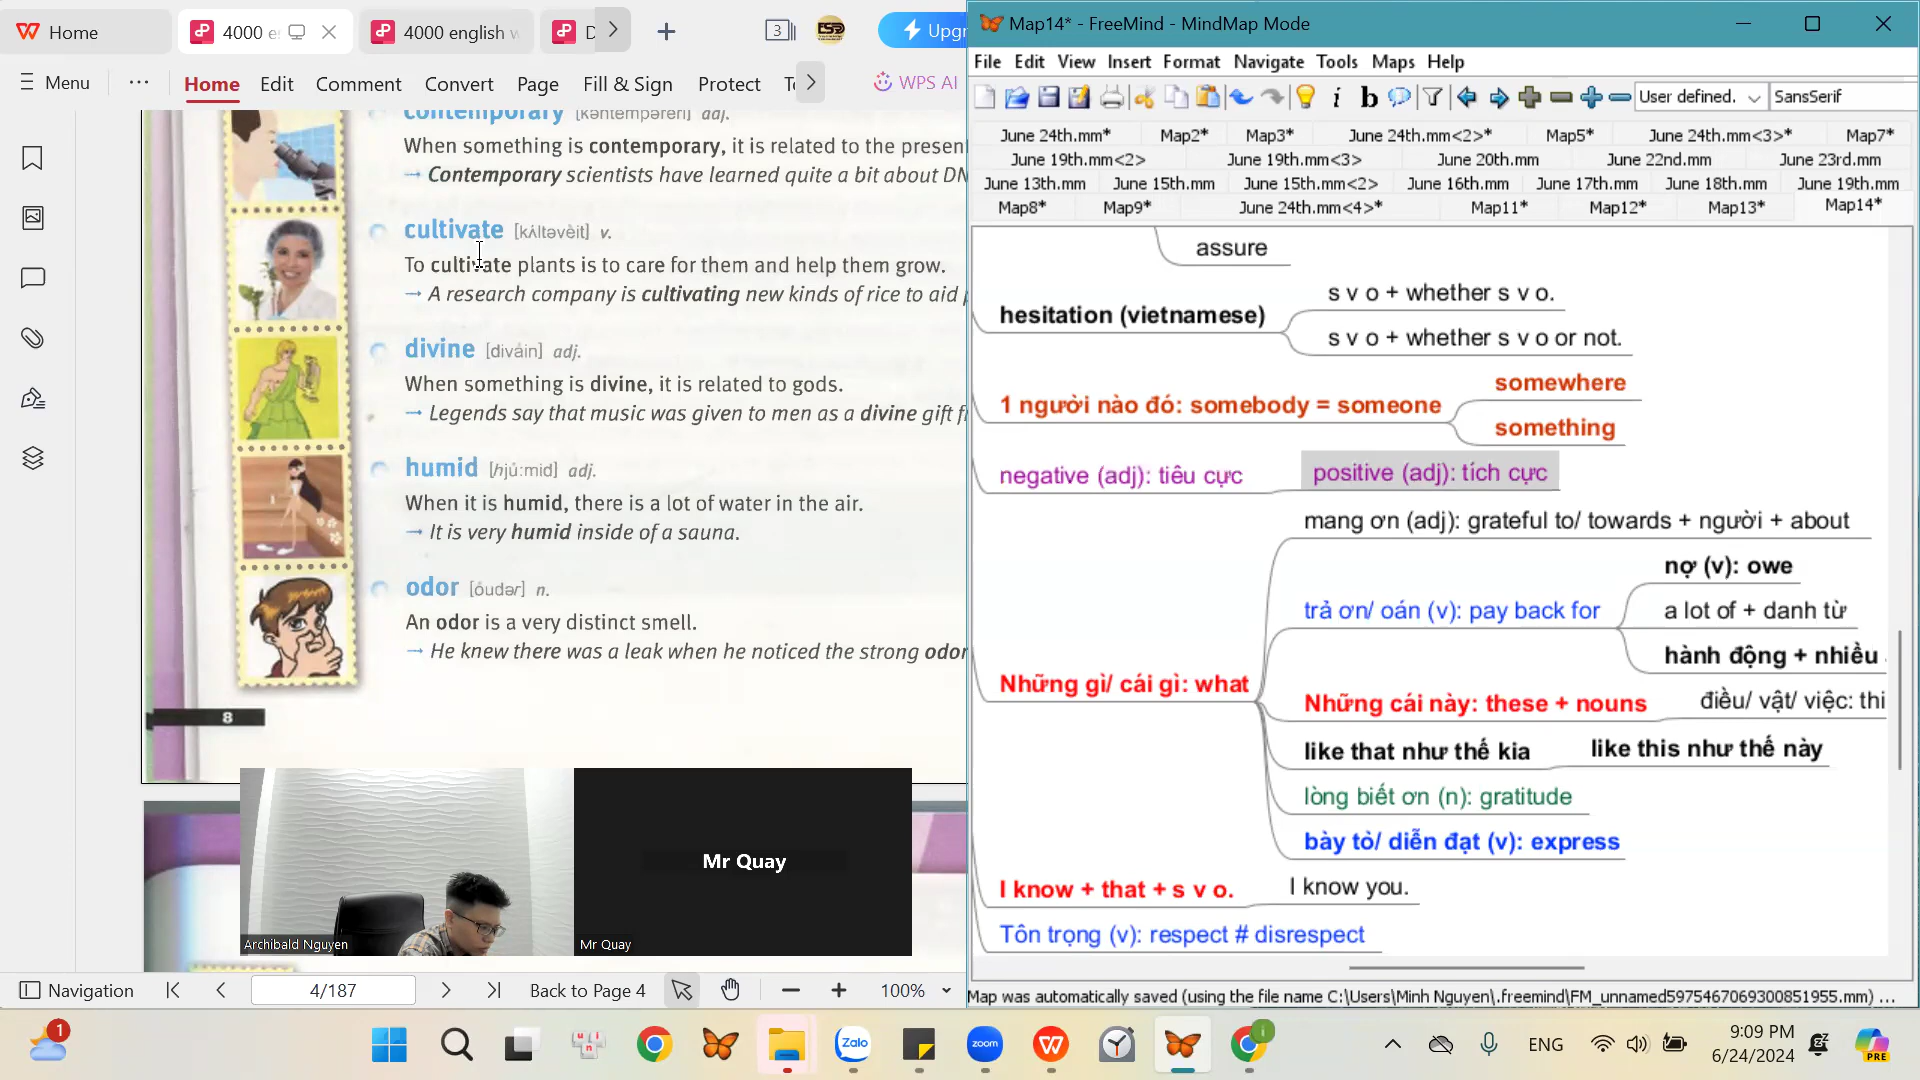 Home
4000 e
4000 english w
D
3
Upgr
Menu
Home
Edit
Comment
Convert
Page
Fill & Sign
Protect
WPS AI
contemporary [kəntempəreri] adj.
When something is contemporary, it is related to the present
→ Contemporary scientists have learned quite a bit about DN
cultivate [kʌ́ltəvèit] v.
To cultivate plants is to care for them and help them grow.
→ A research company is cultivating new kinds of rice to aid p
divine [diváin] adj.
When something is divine, it is related to gods.
→ Legends say that music was given to men as a divine gift f
humid [hjú:mid] adj.
When it is humid, there is a lot of water in the air.
→ It is very humid inside of a sauna.
odor [óudər] n.
An odor is a very distinct smell.
→ He knew there was a leak when he noticed the strong odor
8
Mr Quay
Archibald Nguyen
Mr Quay
Navigation
4/187
Back to Page 4
100%
Map14* - FreeMind - MindMap Mode
File Edit View Insert Format Navigate Tools Maps Help
User defined.
SansSerif
June 24th.mm* Map2* Map3* June 24th.mm<2>* Map5* June 24th.mm<3>* Map7*
June 19th.mm<2> June 19th.mm<3> June 20th.mm June 22nd.mm June 23rd.mm
June 13th.mm June 15th.mm June 15th.mm<2> June 16th.mm June 17th.mm June 18th.mm June 19th.mm
Map8* Map9* June 24th.mm<4>* Map11* Map12* Map13* Map14*
assure
hesitation (vietnamese)
s v o + whether s v o.
s v o + whether s v o or not.
1 người nào đó: somebody = someone
somewhere
something
negative (adj): tiêu cực
positive (adj): tích cực
Những gì/ cái gì: what
mang ơn (adj): grateful to/ towards + người + about
trả ơn/ oán (v): pay back for
nợ (v): owe
a lot of + danh từ
hành động + nhiều
Những cái này: these + nouns
điều/ vật/ việc: thi
like that như thế kia
like this như thế này
lòng biết ơn (n): gratitude
bày tỏ/ diễn đạt (v): express
I know + that + s v o.
I know you.
Tôn trọng (v): respect # disrespect
Map was automatically saved (using the file name C:\Users\Minh Nguyen\.freemind\FM_unnamed5975467069300851955.mm) ...
1
Zalo
zoom
ENG
9:09 PM
6/24/2024
PRE